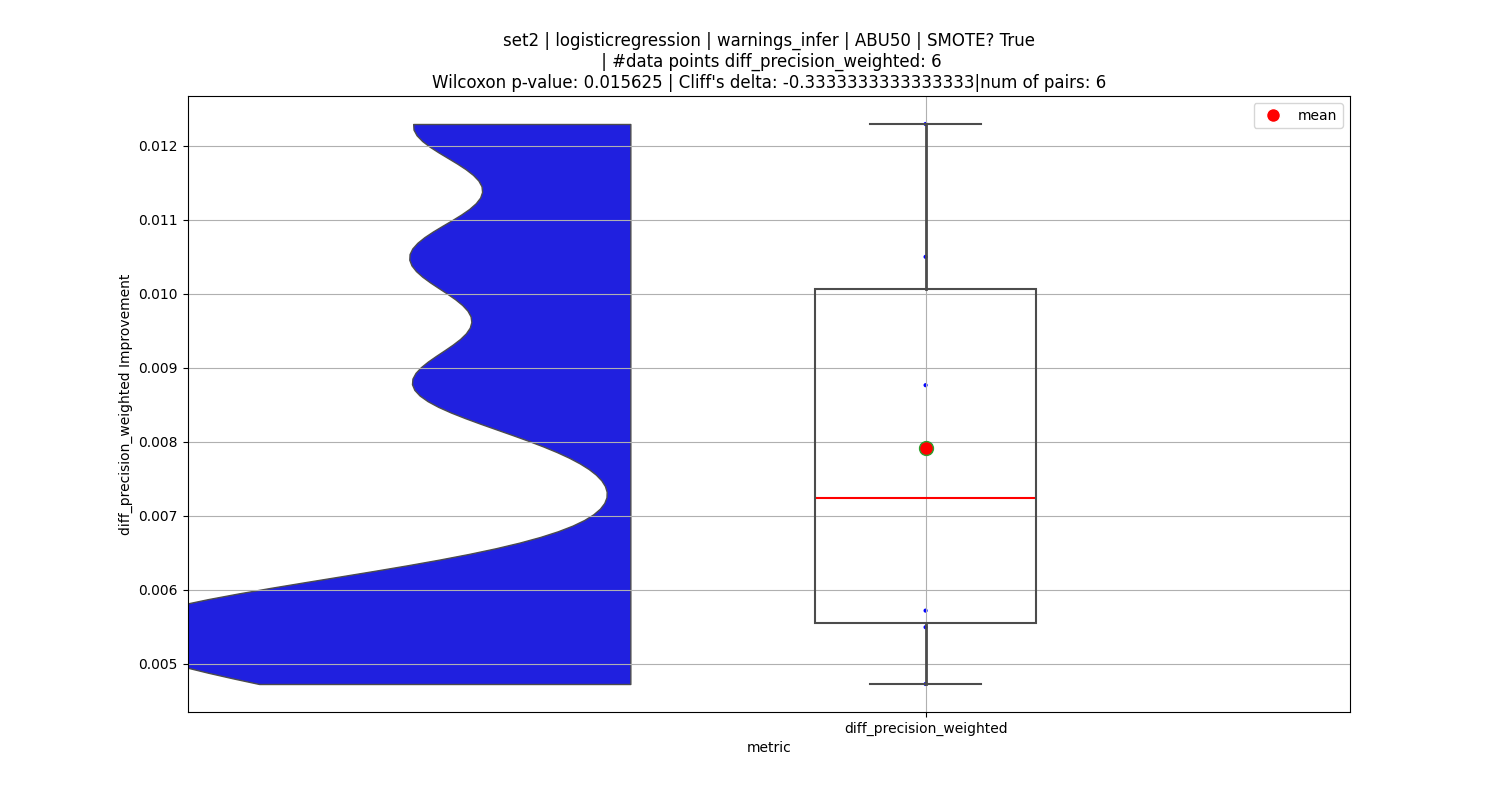 set2 | logisticregression | warnings_infer | ABU50 | SMOTE? True
| #data points diff_precision_weighted: 6
Wilcoxon p-value: 0.015625 | Cliff's delta: -0.3333333333333333|num of pairs: 6
mean
0.012
0.011
0.010
0.009
0.008
0.007
0.006
0.005
diff_precision_weighted Improvement
diff_precision_weighted
metric